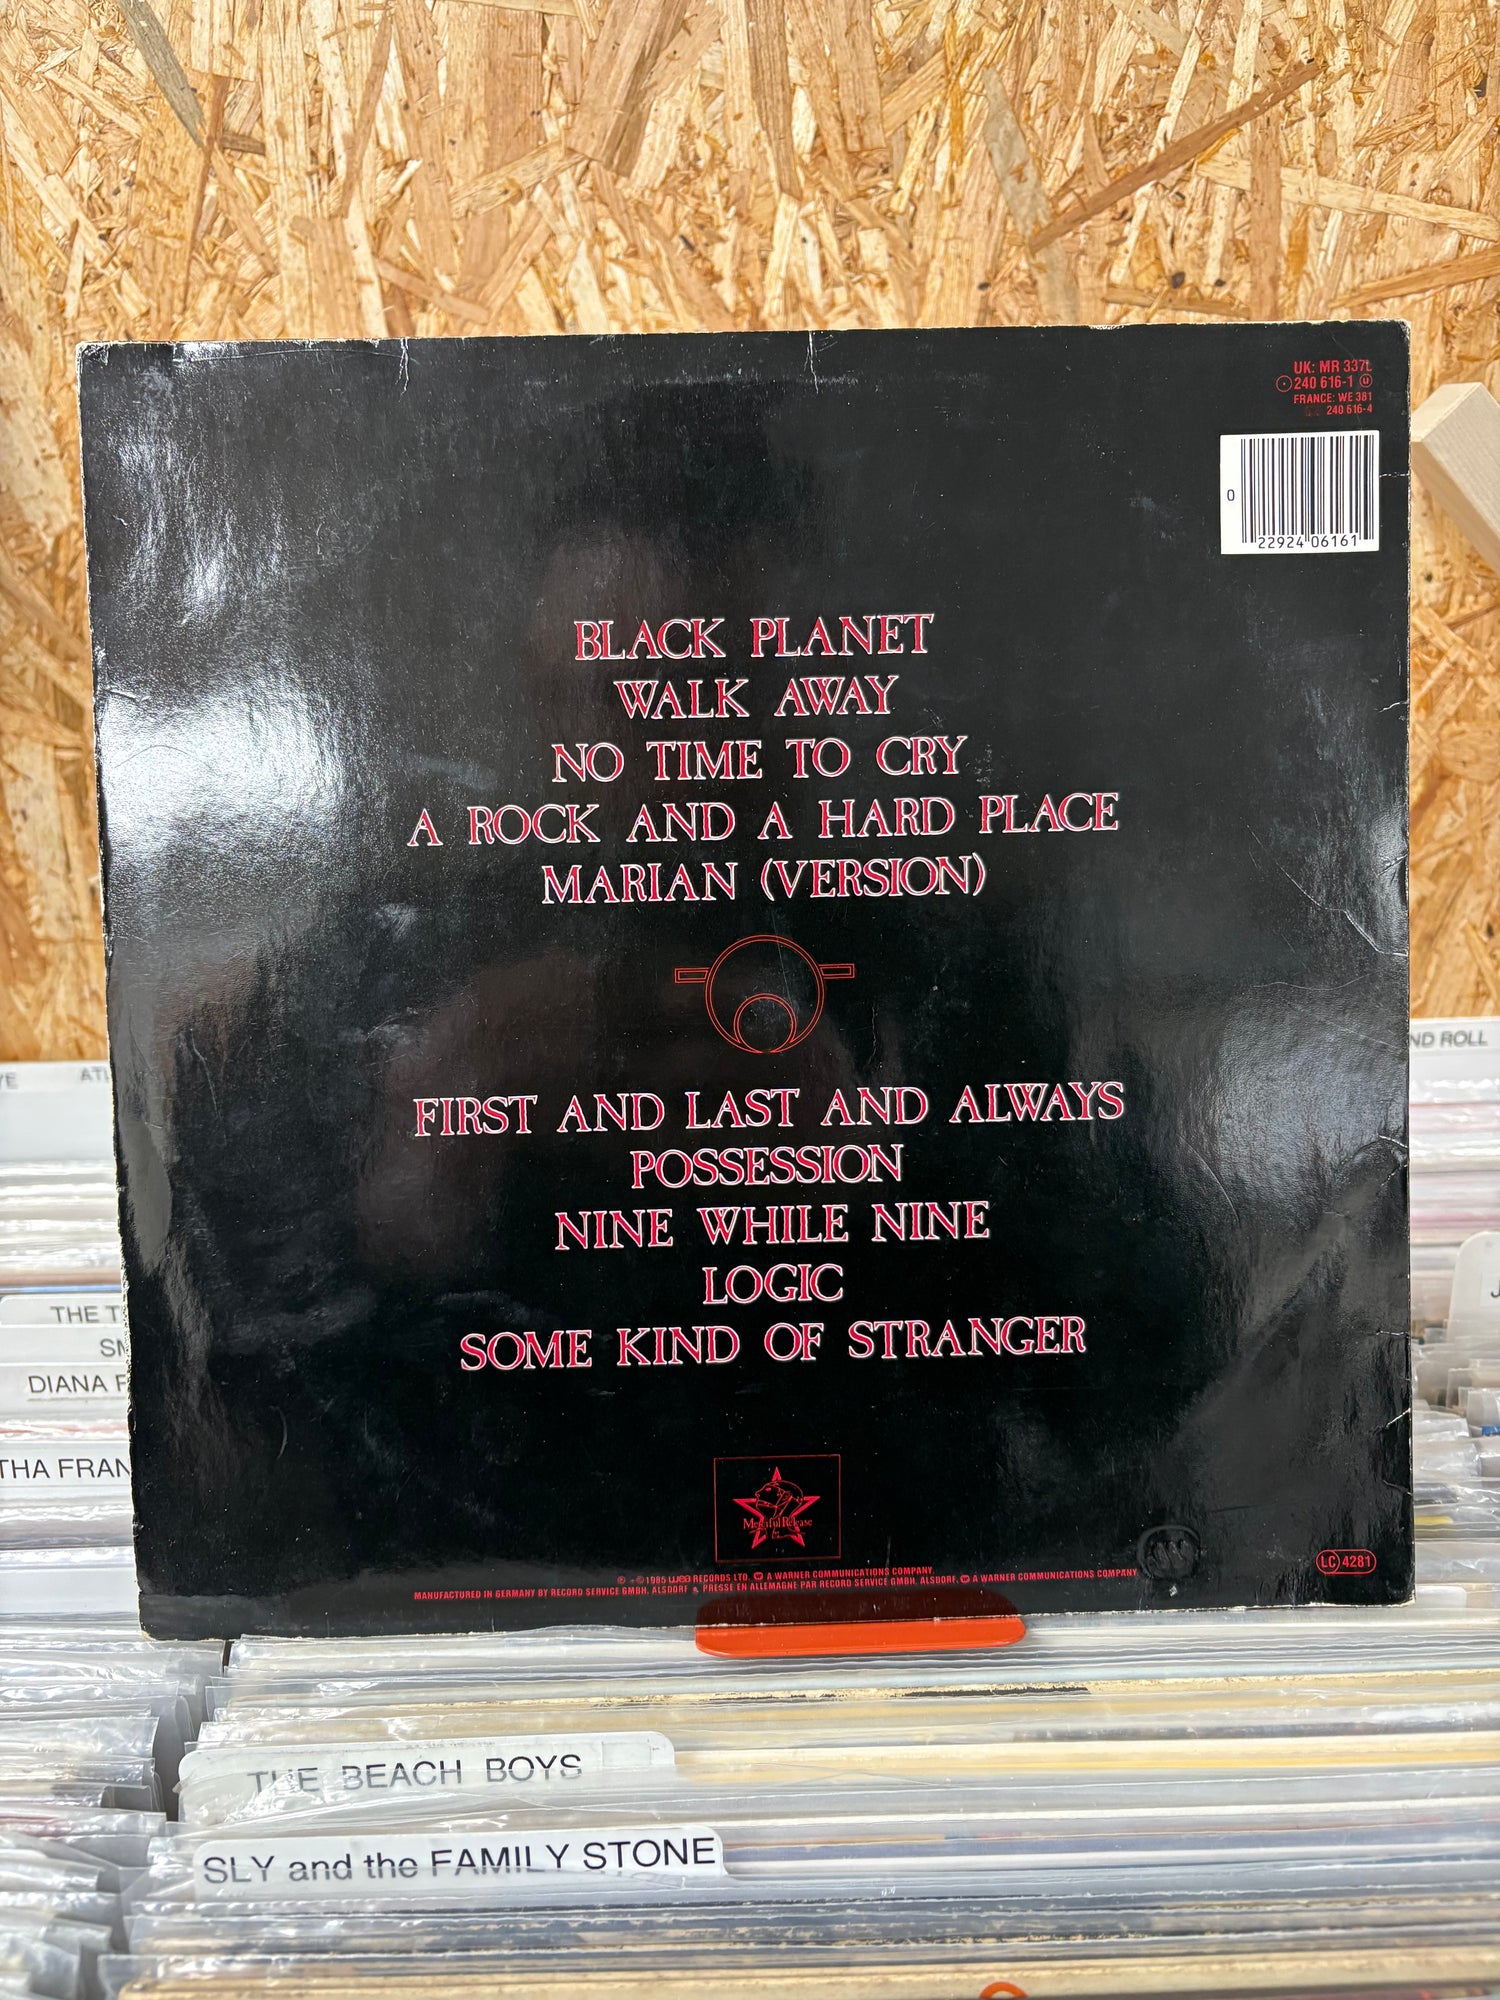 UK: MR 337L
240 616-1 U
FRANCE: WE 381
240 616-4
0
22924 06161
BLACK PLANET
WALK AWAY
NO TIME TO CRY
A ROCK AND A HARD PLACE
MARIAN (VERSION)
FIRST AND LAST AND ALWAYS
POSSESSION
NINE WHILE NINE
LOGIC
SOME KIND OF STRANGER
Merciful Release
℗ - © 1985 wea RECORDS LTD. A WARNER COMMUNICATIONS COMPANY.
MANUFACTURED IN GERMANY BY RECORD SERVICE GMBH, ALSDORF. PRESSE EN ALLEMAGNE PAR RECORD SERVICE GMBH, ALSDORF. A WARNER COMMUNICATIONS COMPANY
LC 4281
ND ROLL
THE T
SM
DIANA
THA FRAN
THE BEACH BOYS
SLY and the FAMILY STONE